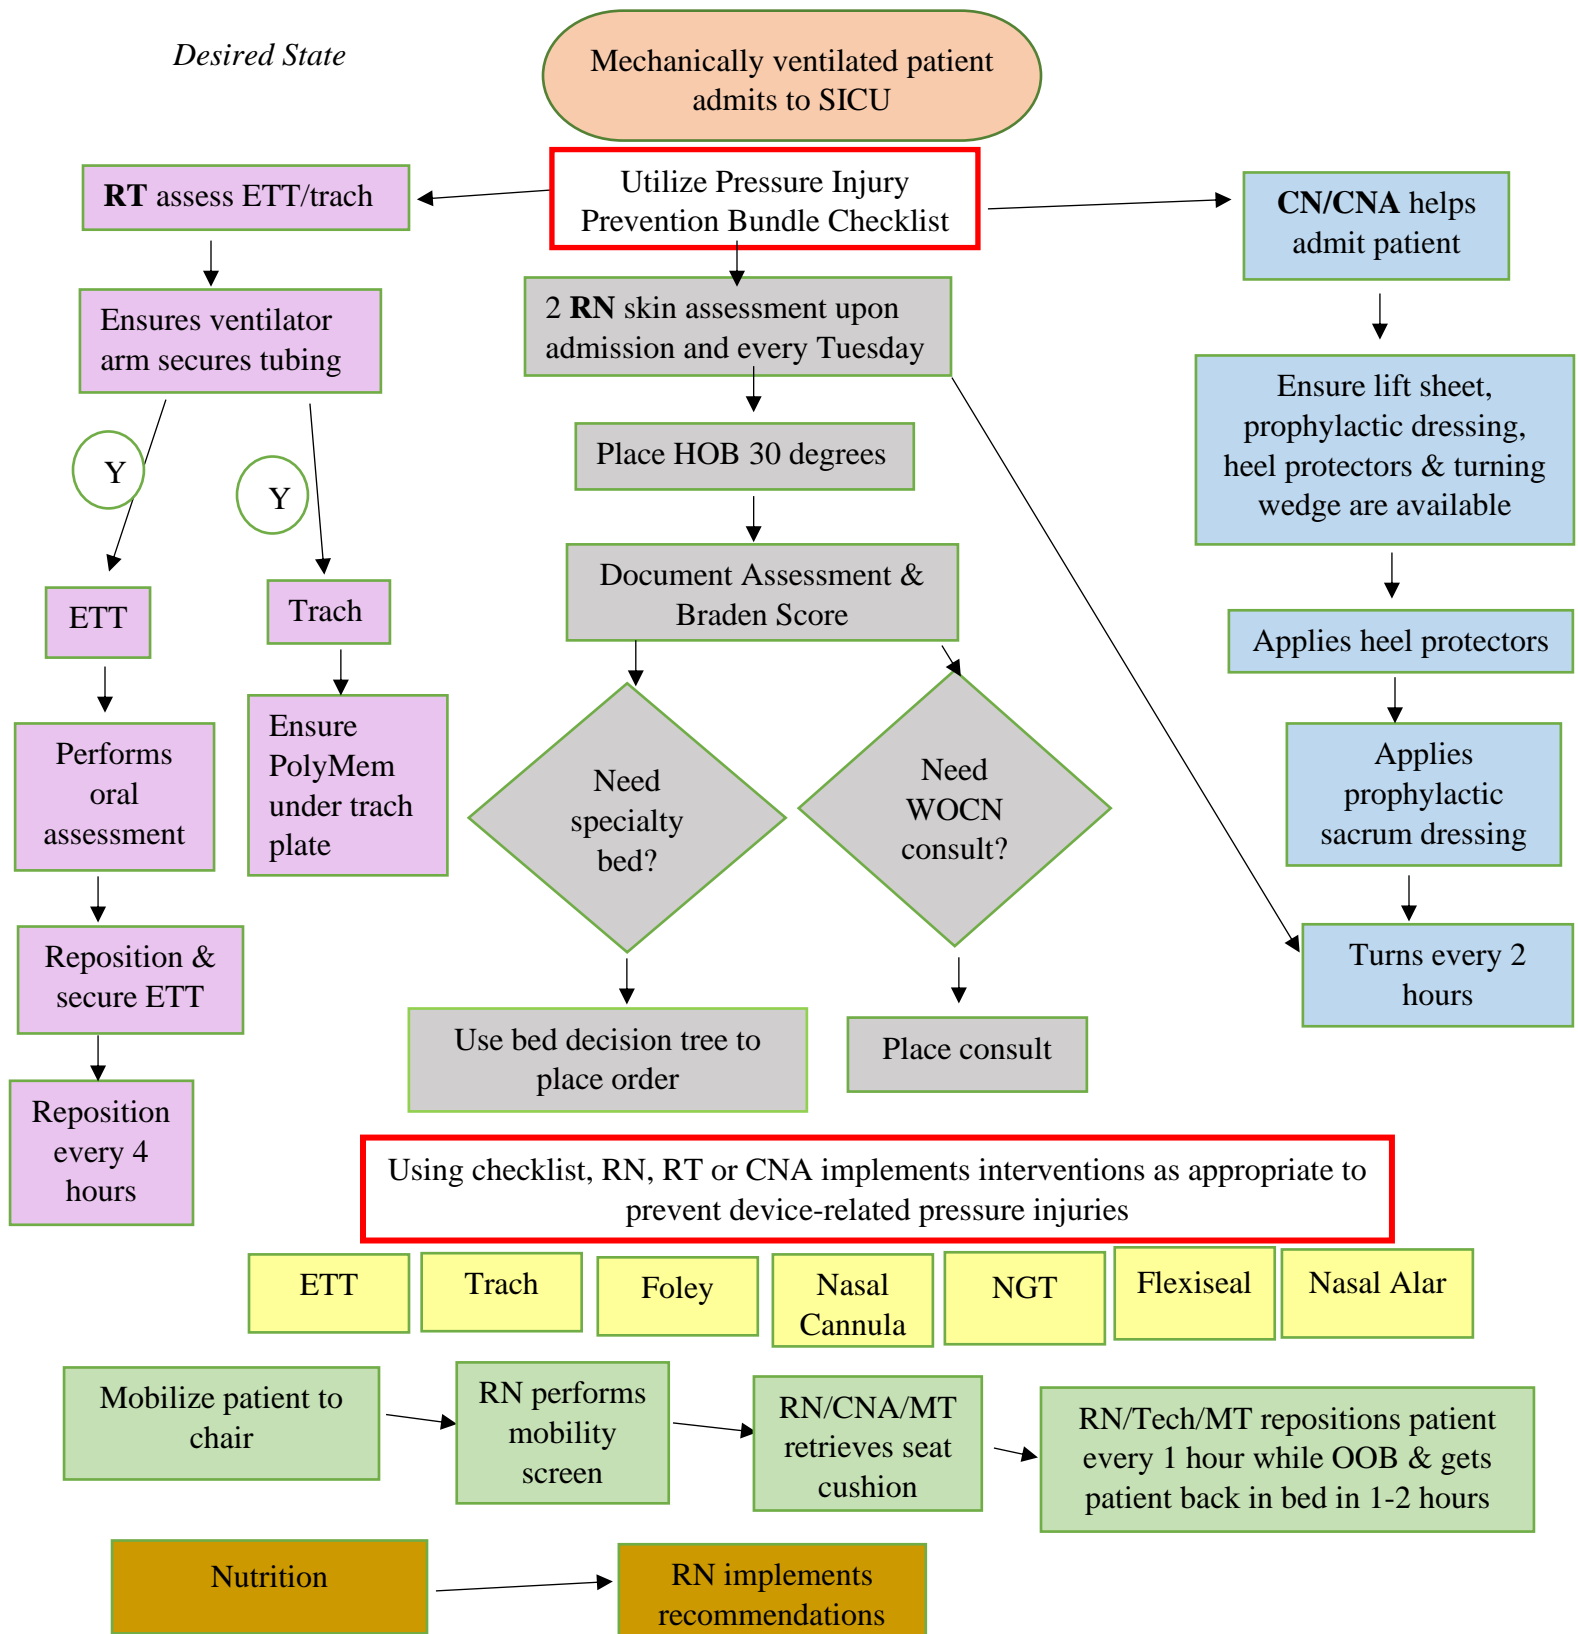 Desired State
Mechanically ventilated patient
admits to SICU
Utilize Pressure Injury
Prevention Bundle Checklist
RT assess ETT/trach
Ensures ventilator
arm secures tubing
Y
Y
ETT
Trach
Performs
oral
assessment
Ensure
PolyMem
under trach
plate
Reposition &
secure ETT
Reposition
every 4
hours
2 RN skin assessment upon
admission and every Tuesday
Place HOB 30 degrees
Document Assessment &
Braden Score
Need
specialty
bed?
Need
WOCN
consult?
Use bed decision tree to
place order
Place consult
CN/CNA helps
admit patient
Ensure lift sheet,
prophylactic dressing,
heel protectors & turning
wedge are available
Applies heel protectors
Applies
prophylactic
sacrum dressing
Turns every 2
hours
Using checklist, RN, RT or CNA implements interventions as appropriate to
prevent device-related pressure injuries
ETT
Trach
Foley
Nasal
Cannula
NGT
Flexiseal
Nasal Alar
Mobilize patient to
chair
RN performs
mobility
screen
RN/CNA/MT
retrieves seat
cushion
RN/Tech/MT repositions patient
every 1 hour while OOB & gets
patient back in bed in 1-2 hours
Nutrition
RN implements
recommendations